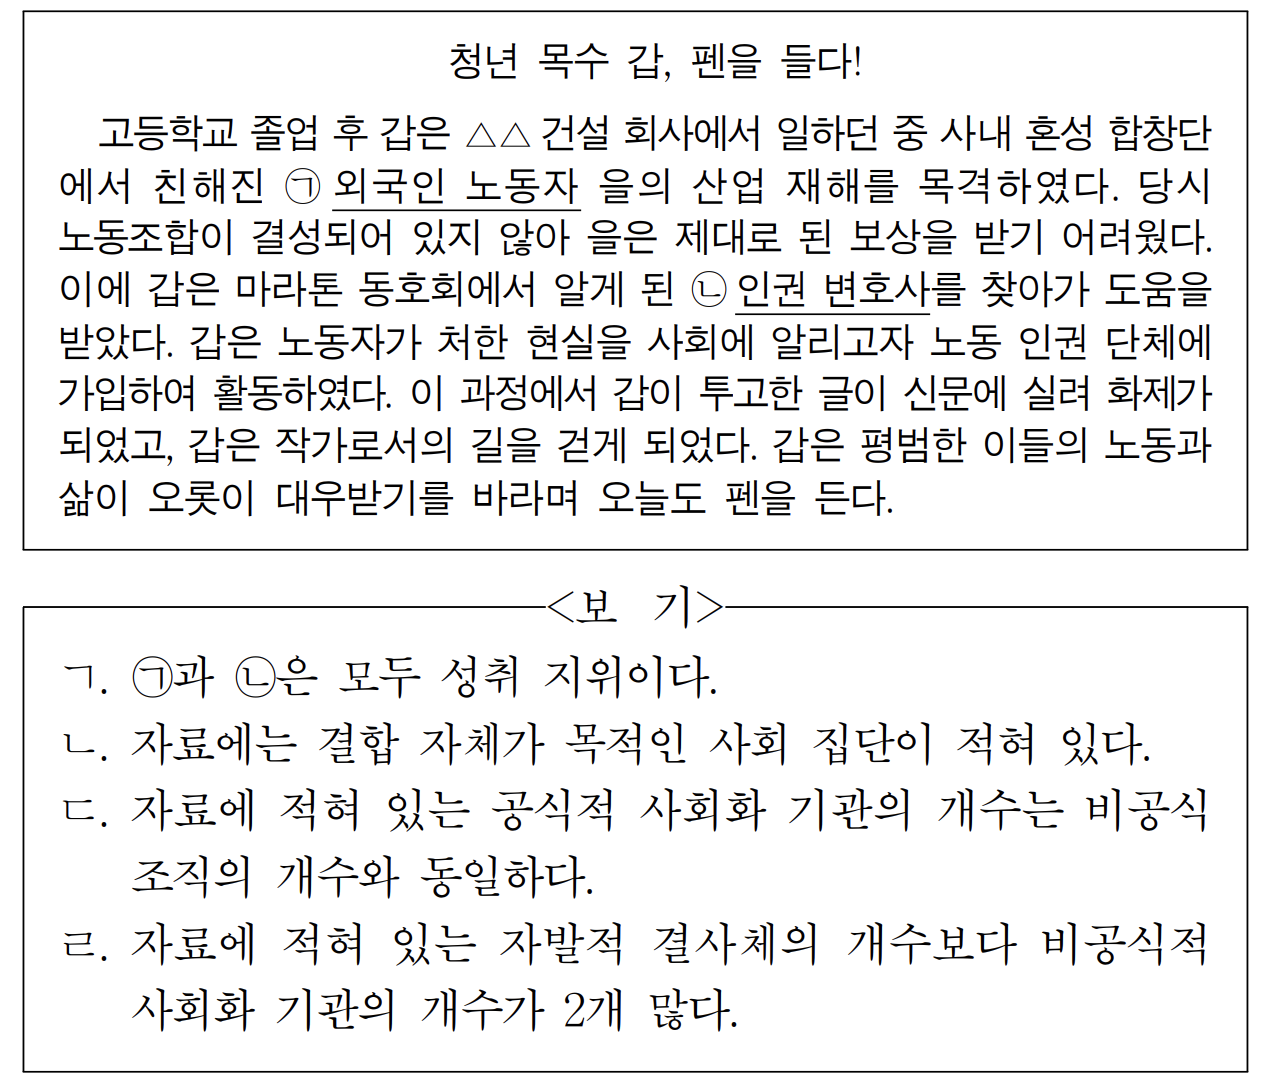 청년 목수 갑, 펜을 들다!
고등학교 졸업 후 갑은 △△ 건설 회사에서 일하던 중 사내 혼성 합창단
에서 친해진 ㉠ 외국인 노동자 을의 산업 재해를 목격하였다. 당시
노동조합이 결성되어 있지 않아 을은 제대로 된 보상을 받기 어려웠다.
이에 갑은 마라톤 동호회에서 알게 된 ㉡ 인권 변호사를 찾아가 도움을
받았다. 갑은 노동자가 처한 현실을 사회에 알리고자 노동 인권 단체에
가입하여 활동하였다. 이 과정에서 갑이 투고한 글이 신문에 실려 화제가
되었고, 갑은 작가로서의 길을 걷게 되었다. 갑은 평범한 이들의 노동과
삶이 오롯이 대우받기를 바라며 오늘도 펜을 든다.
<보 기>
ㄱ. ㉠과 ㉡은 모두 성취 지위이다.
ㄴ. 자료에는 결합 자체가 목적인 사회 집단이 적혀 있다.
ㄷ. 자료에 적혀 있는 공식적 사회화 기관의 개수는 비공식
조직의 개수와 동일하다.
ㄹ. 자료에 적혀 있는 자발적 결사체의 개수보다 비공식적
사회화 기관의 개수가 2개 많다.